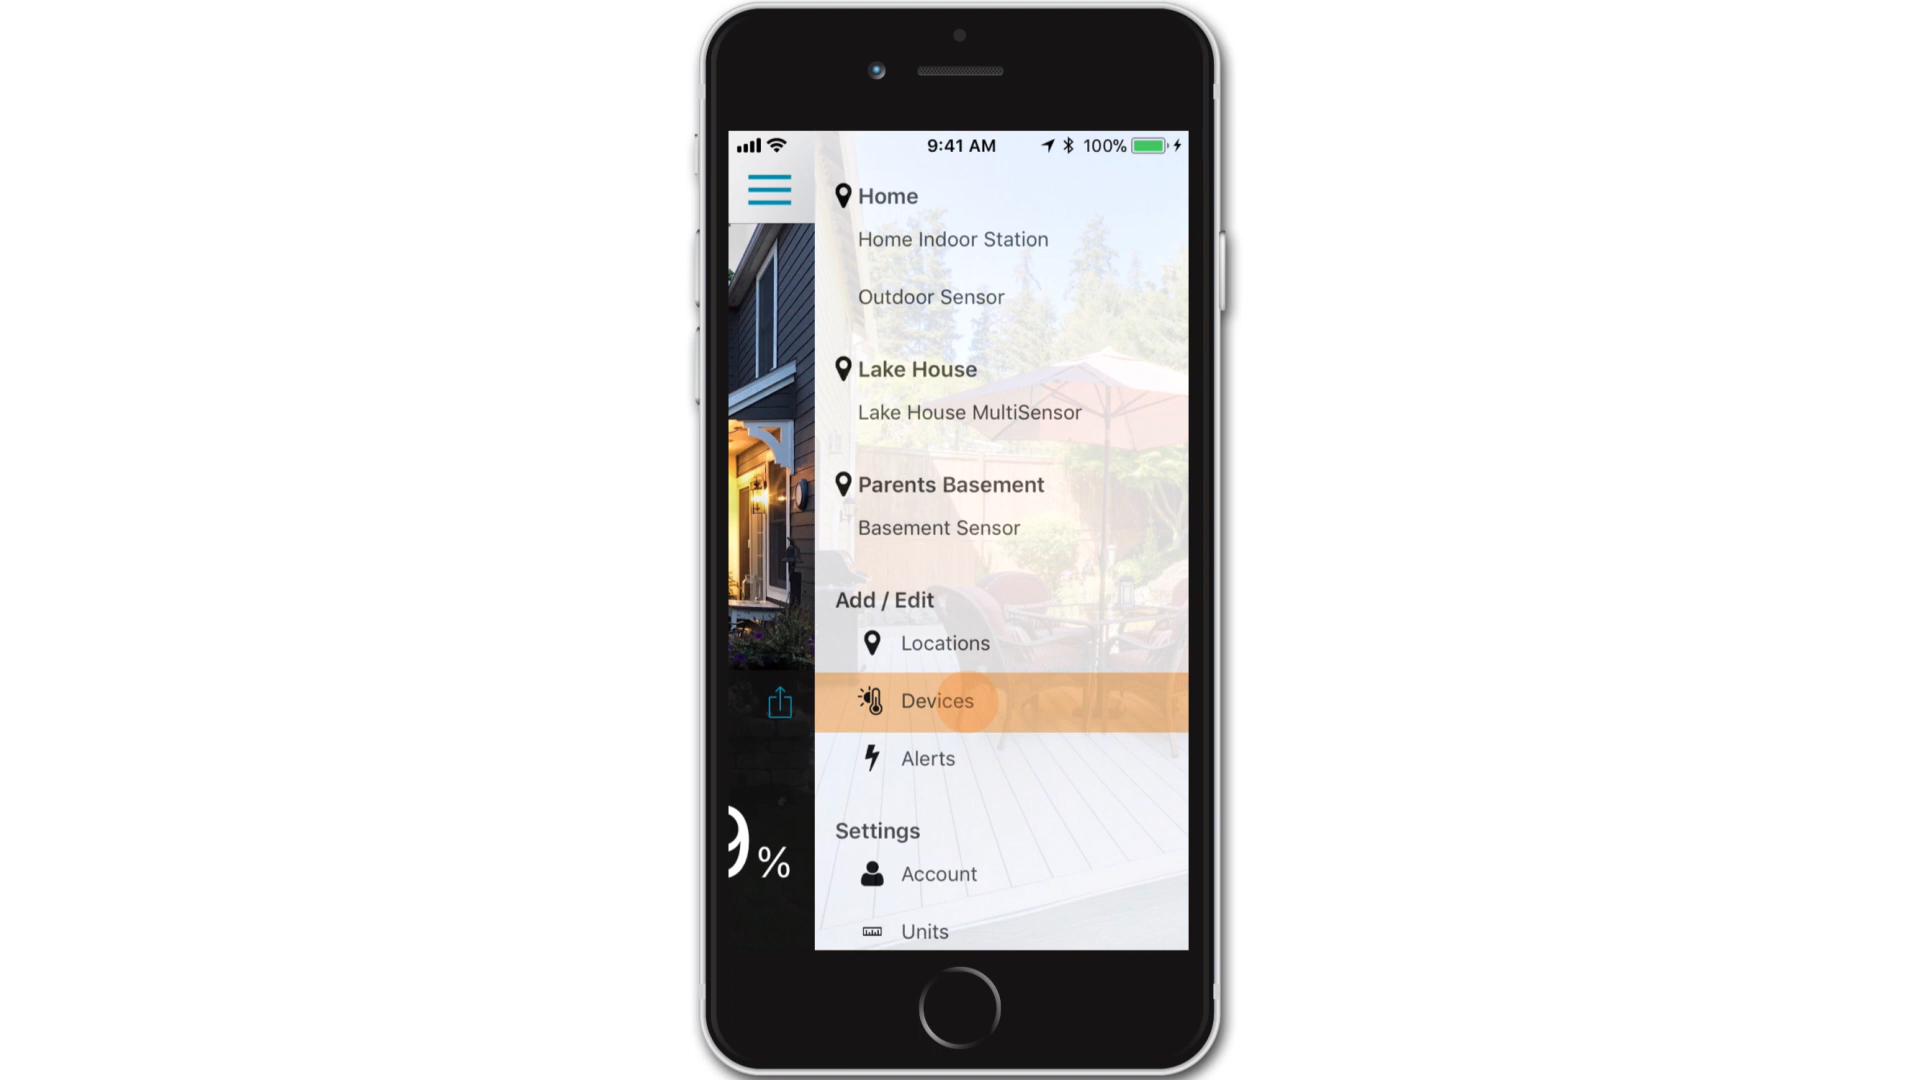 9:41 AM 100%
Home
Home Indoor Station
Outdoor Sensor
Lake House
Lake House MultiSensor
Parents Basement
Basement Sensor
Add / Edit
Locations
Devices
Alerts
Settings
9%
Account
Units